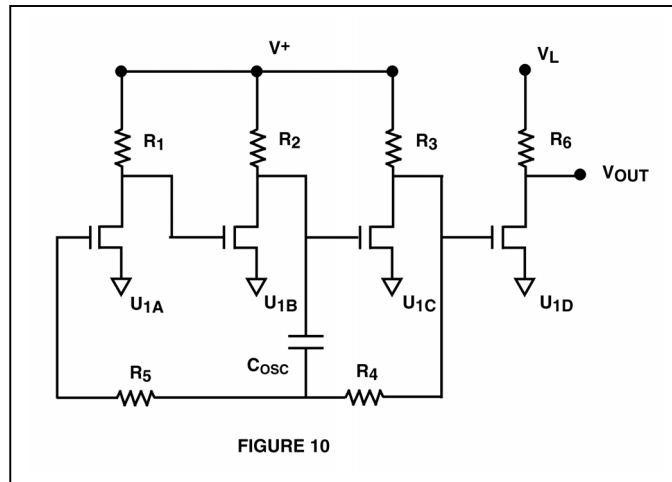 V+
VL
R1
R2
R3
R6
VOUT
U1A
U1B
U1C
U1D
COSC
R5
R4
FIGURE 10